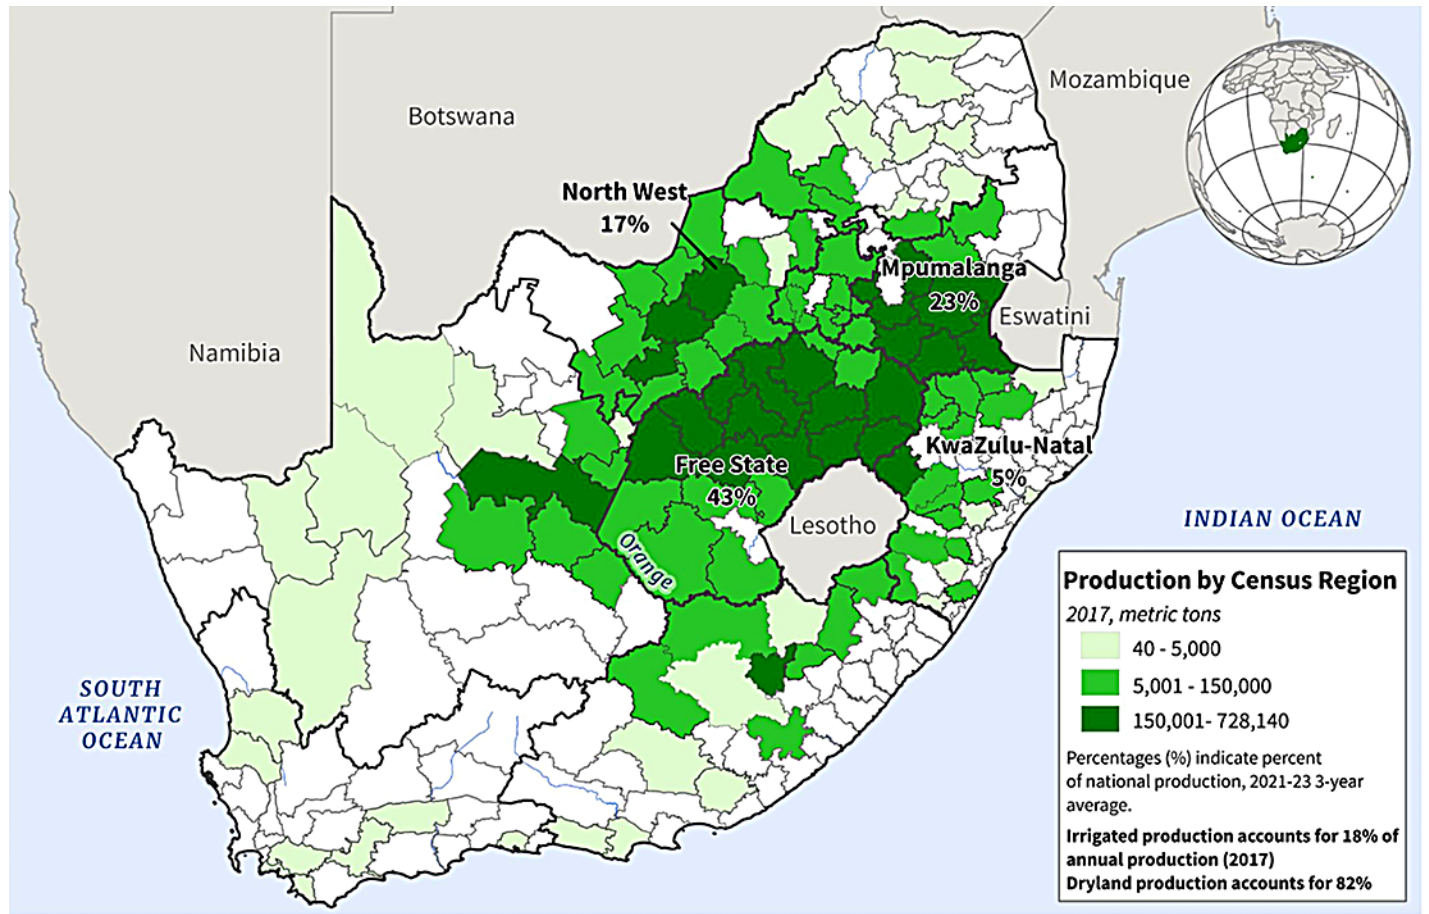 Botswana
Mozambique
North West
17%
Mpumalanga
23%
Eswatini
Namibia
KwaZulu-Natal
5%
Free State
43%
Lesotho
Orange
INDIAN OCEAN
SOUTH
ATLANTIC
OCEAN
Production by Census Region
2017, metric tons
40 - 5,000
5,001 - 150,000
150,001- 728,140
Percentages (%) indicate percent
of national production, 2021-23 3-year
average.
Irrigated production accounts for 18% of
annual production (2017)
Dryland production accounts for 82%